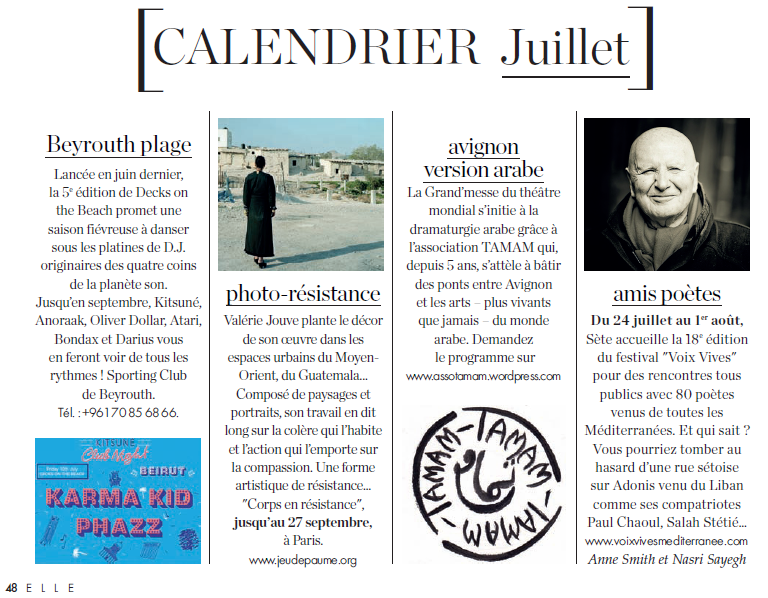 [CALENDRIER Juillet]
Beyrouth plage
Lancée en juin dernier,
la 5e édition de Decks on
the Beach promet une
saison fiévreuse à danser
sous les platines de D.J.
originaires des quatre coins
de la planète son.
Jusqu'en septembre, Kitsuné,
Anoraak, Oliver Dollar, Atari,
Bondax et Darius vous
en feront voir de tous les
rythmes ! Sporting Club
de Beyrouth.
Tél. : +961 70 85 68 66.
KITSUNE
Club Night
BEIRUT
KARMA KID
PHAZZ
photo-résistance
Valérie Jouve plante le décor
de son œuvre dans les
espaces urbains du Moyen-
Orient, du Guatemala...
Composé de paysages et
portraits, son travail en dit
long sur la colère qui l'habite
et l'action qui l'emporte sur
la compassion. Une forme
artistique de résistance...
"Corps en résistance",
jusqu'au 27 septembre,
à Paris.
www.jeudepaume.org
avignon
version arabe
La Grand'messe du théâtre
mondial s'initie à la
dramaturgie arabe grâce à
l'association TAMAM qui,
depuis 5 ans, s'attèle à bâtir
des ponts entre Avignon
et les arts – plus vivants
que jamais – du monde
arabe. Demandez
le programme sur
www.assotamam.wordpress.com
TAMAM-TAMAM-TAMAM-TAMAM-
تمام
amis poètes
Du 24 juillet au 1er août,
Sète accueille la 18e édition
du festival "Voix Vives"
pour des rencontres tous
publics avec 80 poètes
venus de toutes les
Méditerranées. Et qui sait ?
Vous pourriez tomber au
hasard d'une rue sétoise
sur Adonis venu du Liban
comme ses compatriotes
Paul Chaoul, Salah Stétié...
www.voixvivesmediterranee.com
Anne Smith et Nasri Sayegh
48 ELLE